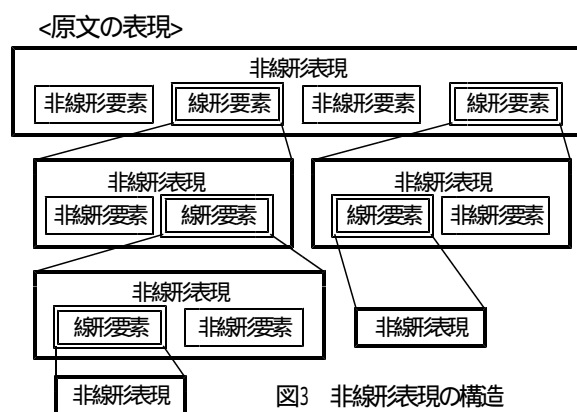 <原文の表現>
非線形表現
非線形要素 線形要素 非線形要素 線形要素
非線形表現 非線形表現
非線形要素 線形要素 線形要素 非線形要素
非線形表現
線形要素 非線形要素 非線形表現
非線形表現 図3 非線形表現の構造